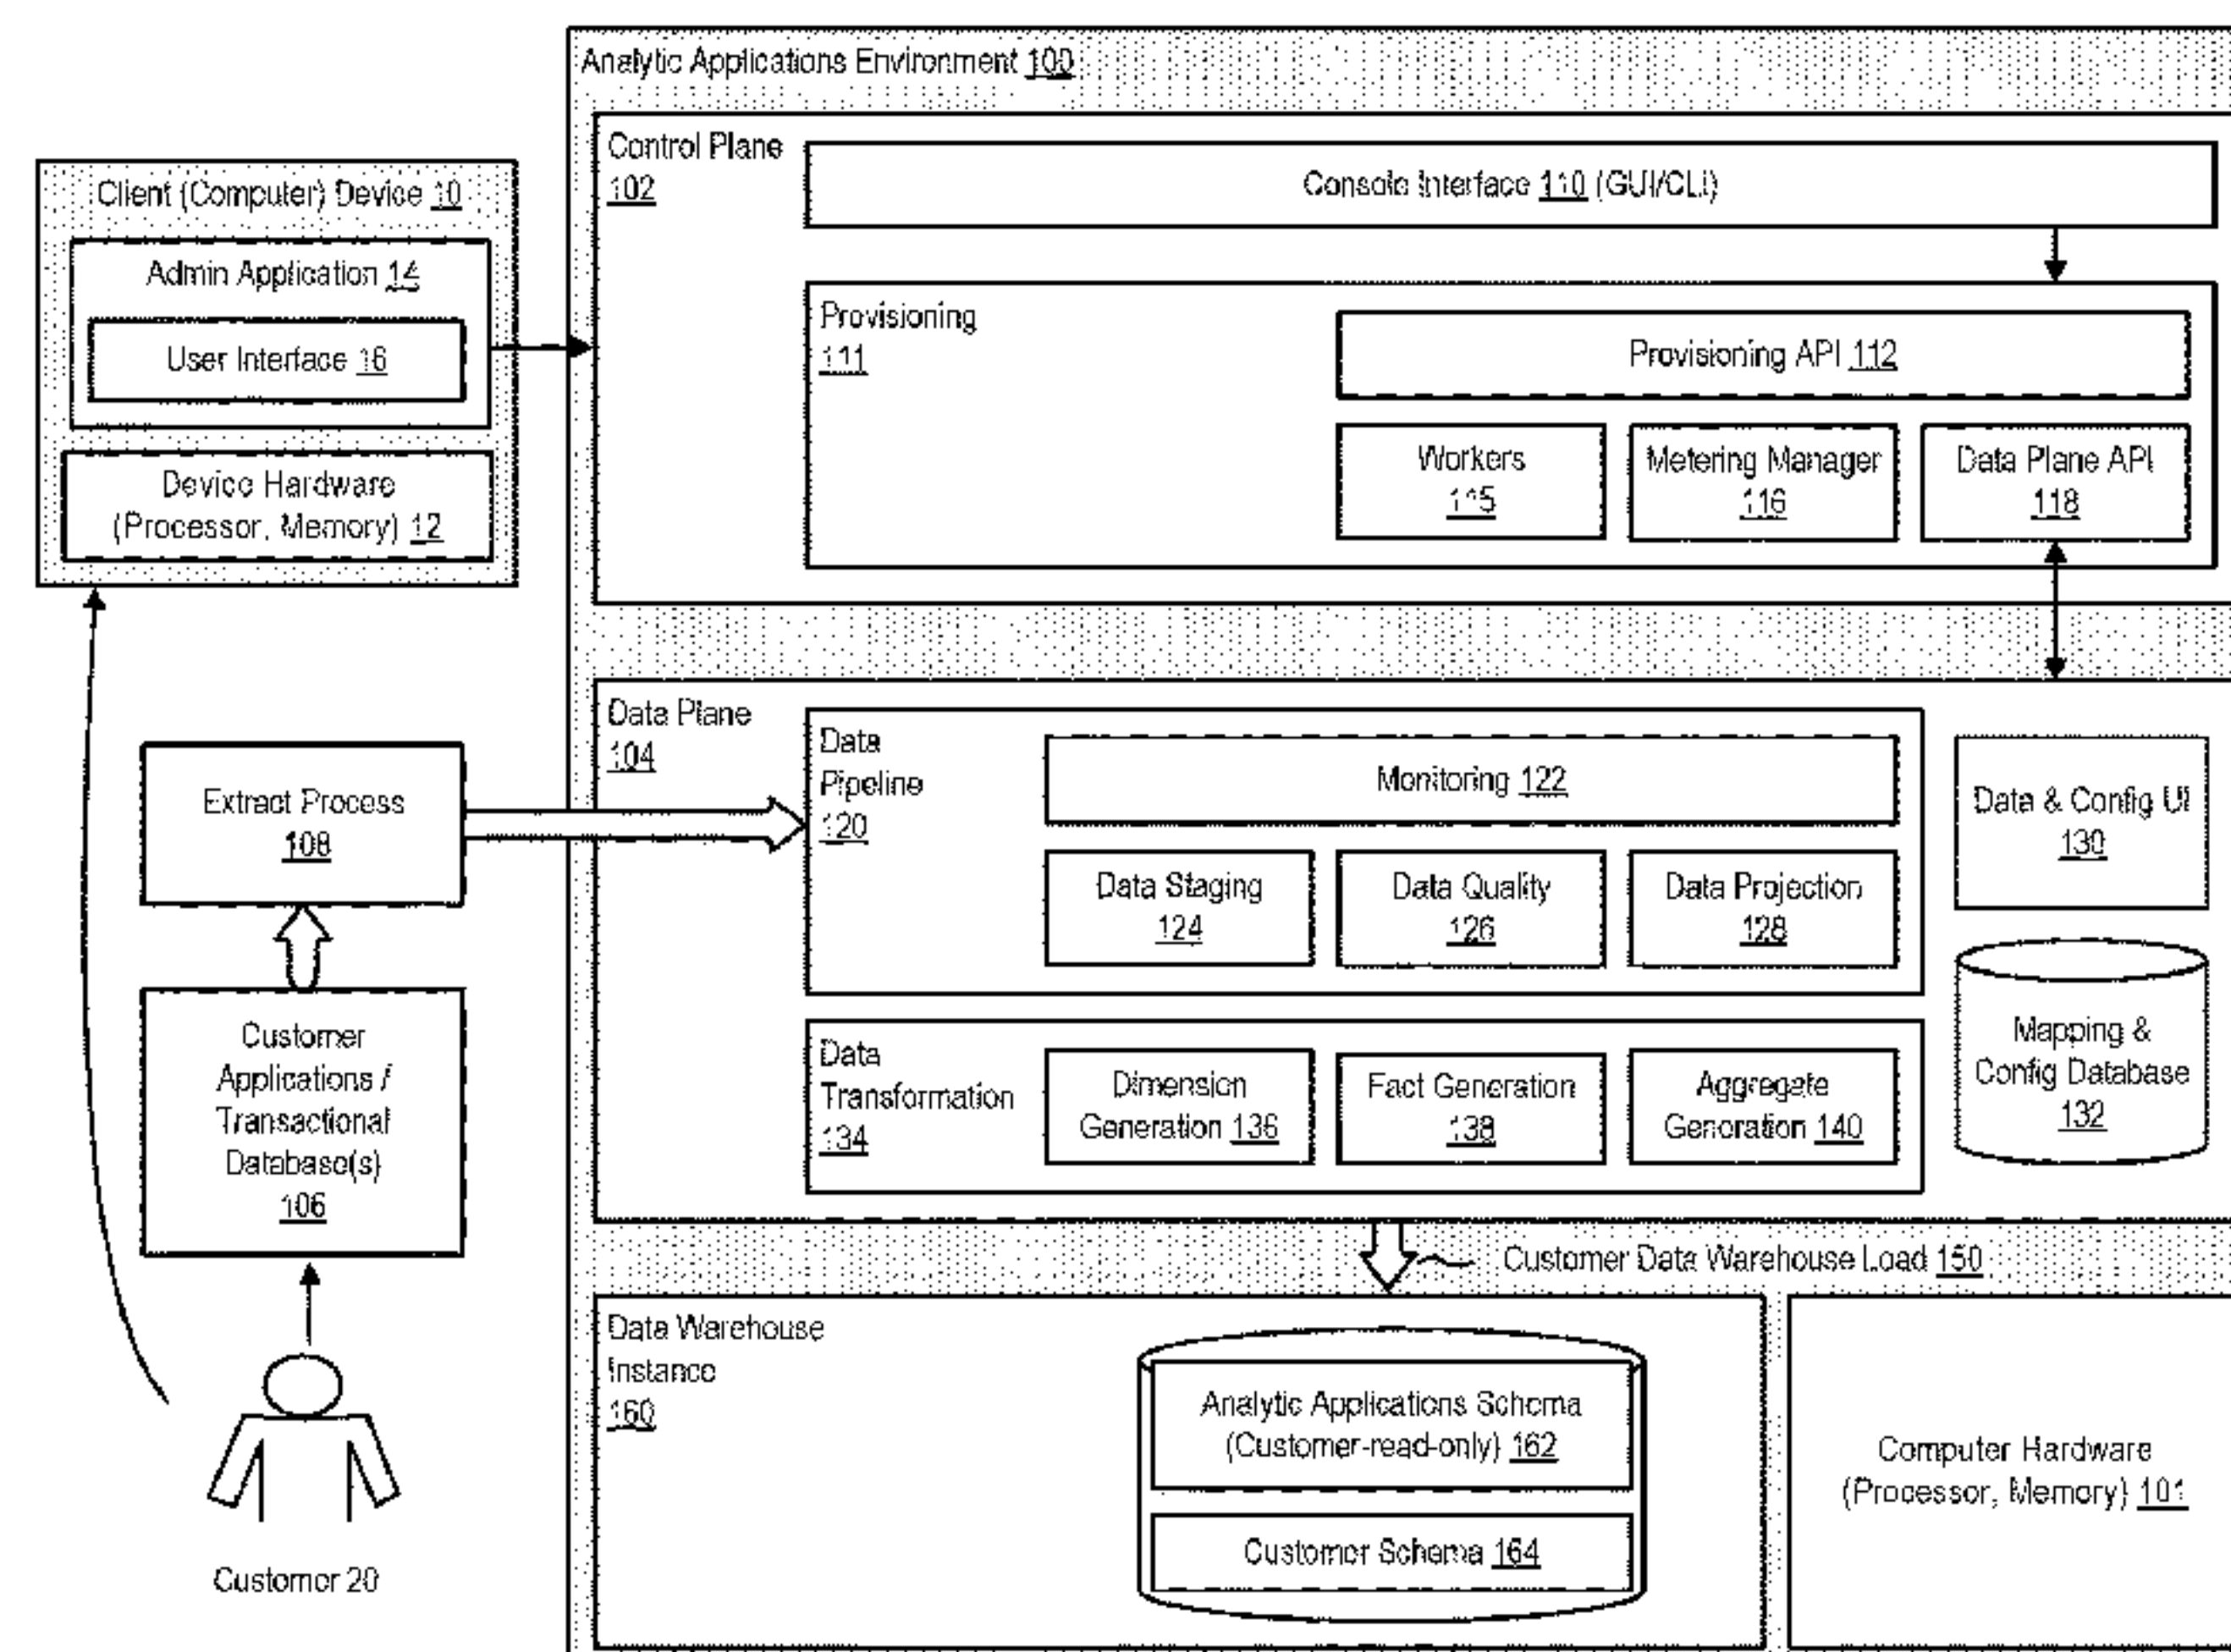 Analytic Applications Environment 100
Client (Computer) Device 10
Admin Application 14
User Interface 16
Device Hardware
(Processor, Memory) 12
Control Plane
102
Console Interface 110 (GUI/CLI)
Provisioning
111
Provisioning API 112
Workers
115
Metering Manager
116
Data Plane API
118
Extract Process
108
Customer
Applications /
Transactional
Database(s)
106
Customer 20
Data Plane
104
Data
Pipeline
120
Monitoring 122
Data Staging
124
Data Quality
126
Data Projection
128
Data & Config UI
130
Mapping &
Config Database
132
Data
Transformation
134
Dimension
Generation 136
Fact Generation
138
Aggregate
Generation 140
Customer Data Warehouse Load 150
Data Warehouse
Instance
160
Analytic Applications Schema
(Customer-read-only) 162
Customer Schema 164
Computer Hardware
(Processor, Memory) 101